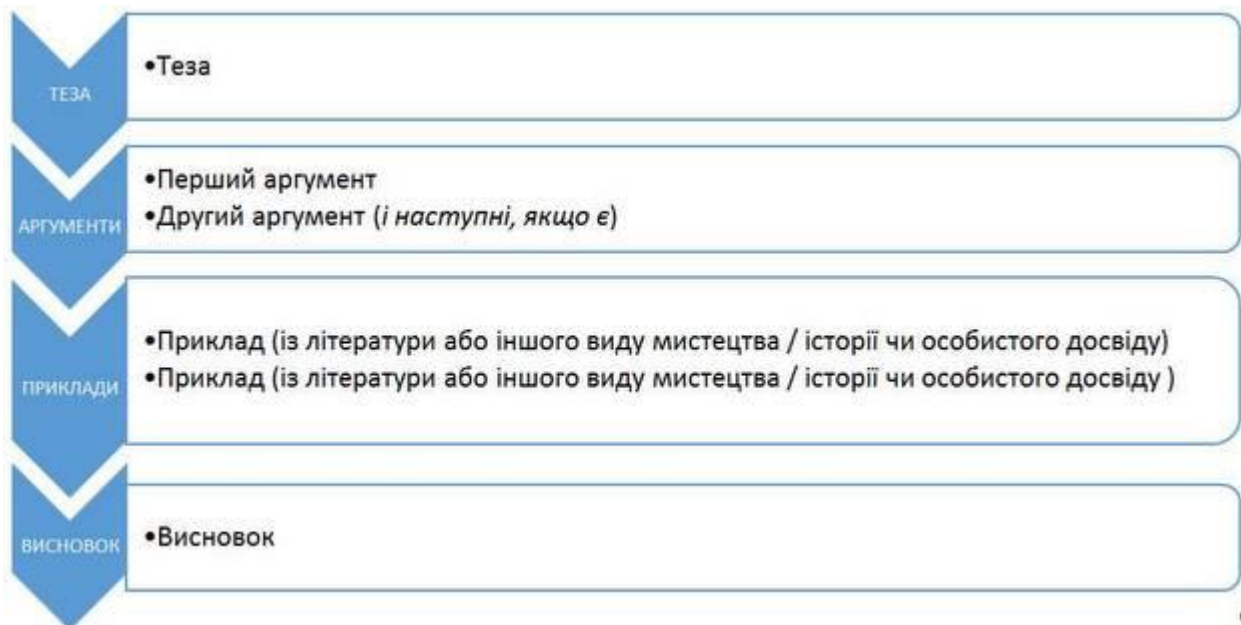 ТЕЗА
•Теза
АРГУМЕНТИ
•Перший аргумент
•Другий аргумент (і наступні, якщо є)
ПРИКЛАДИ
•Приклад (із літератури або іншого виду мистецтва / історії чи особистого досвіду)
•Приклад (із літератури або іншого виду мистецтва / історії чи особистого досвіду )
ВИСНОВОК
•Висновок